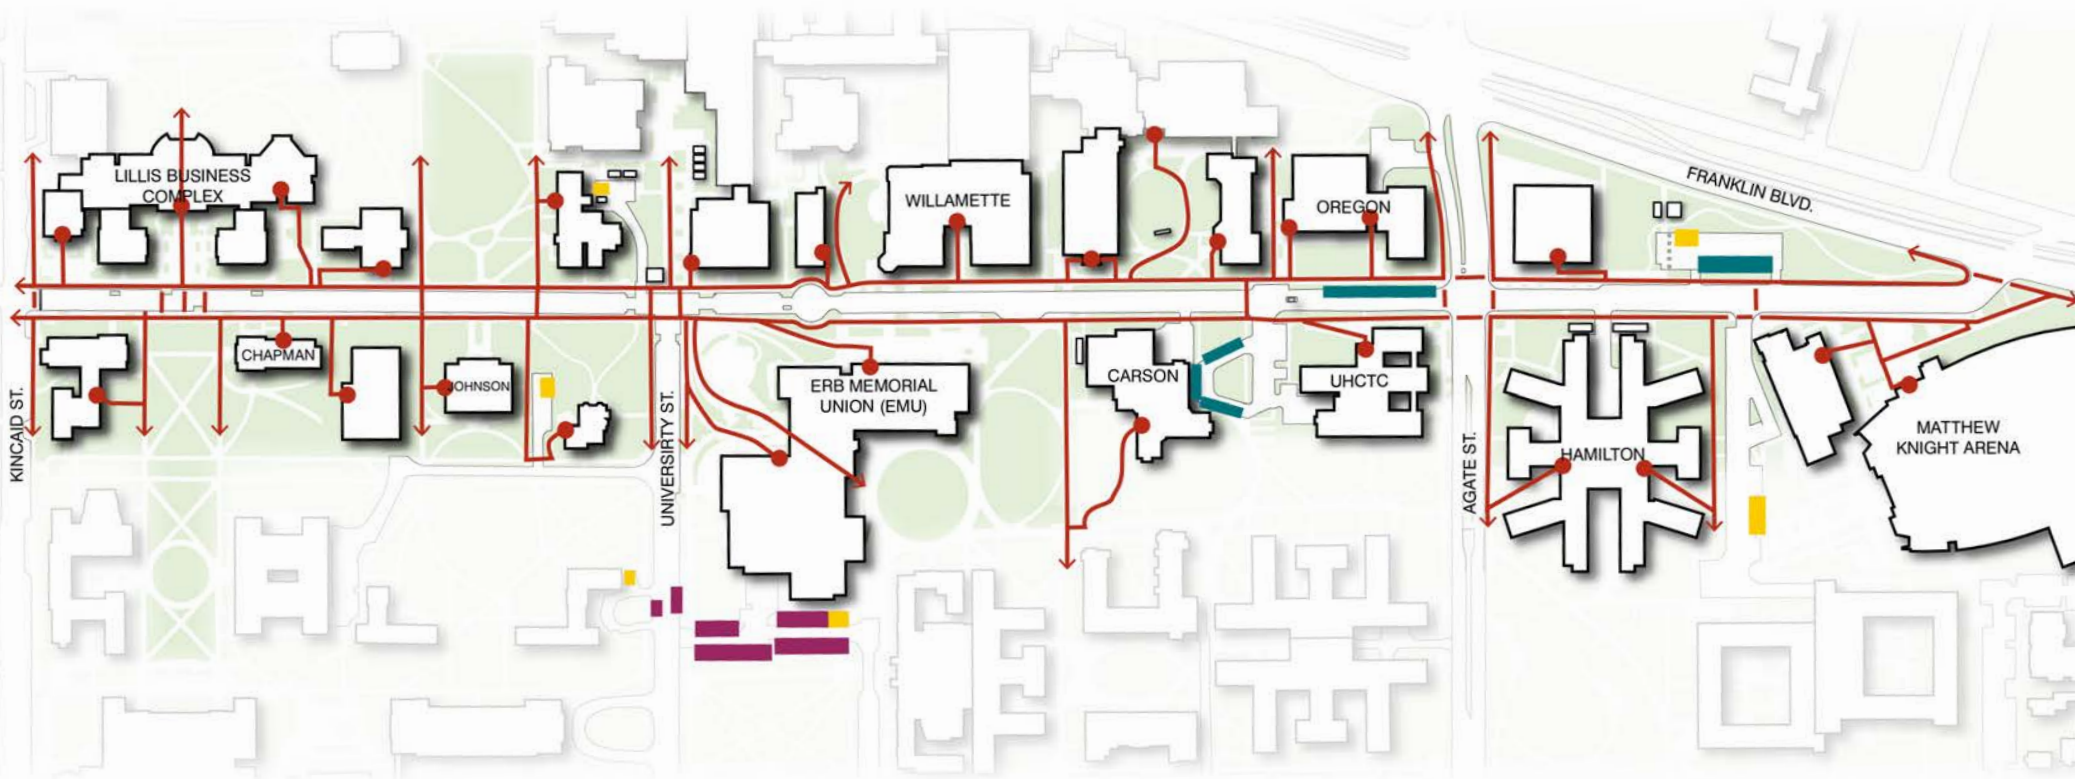 LILLIS BUSINESS
COMPLEX
WILLAMETTE
OREGON
FRANKLIN BLVD.
CHAPMAN
JOHNSON
ERB MEMORIAL
UNION (EMU)
CARSON
UHCTC
HAMILTON
MATTHEW
KNIGHT ARENA
KINCAID ST.
UNIVERSIRTY ST.
AGATE ST.